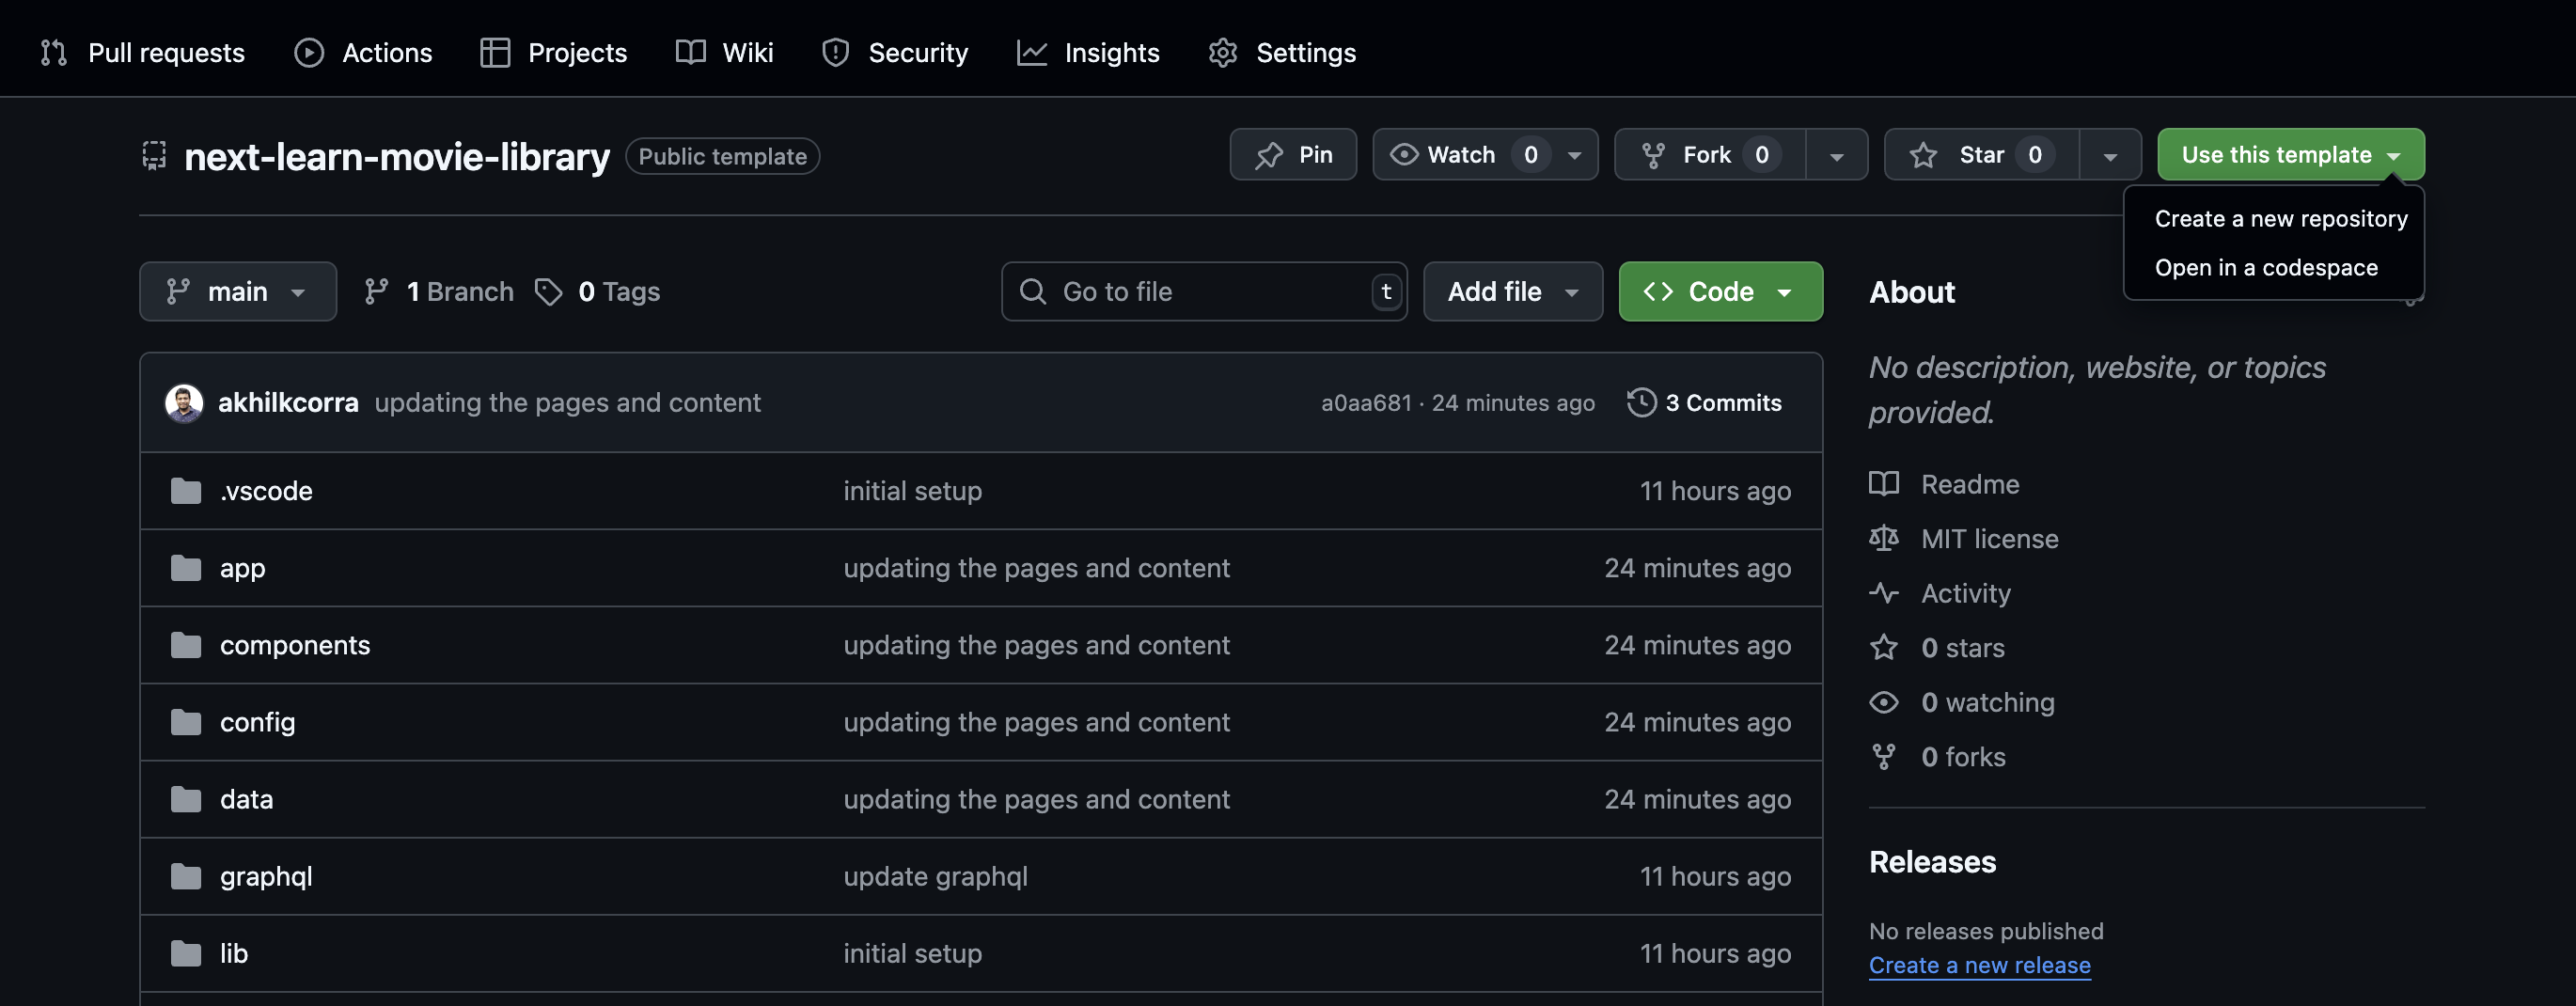 Pull requests Actions Projects Wiki Security Insights Settings
next-learn-movie-library Public template Pin Watch 0 Fork 0 Star 0 Use this template
Create a new repository
Open in a codespace
main 1 Branch 0 Tags Go to file t Add file Code
akhilkcorra updating the pages and content a0aa681 · 24 minutes ago 3 Commits
.vscode initial setup 11 hours ago
app updating the pages and content 24 minutes ago
components updating the pages and content 24 minutes ago
config updating the pages and content 24 minutes ago
data updating the pages and content 24 minutes ago
graphql update graphql 11 hours ago
lib initial setup 11 hours ago
About
No description, website, or topics
provided.
Readme
MIT license
Activity
0 stars
0 watching
0 forks
Releases
No releases published
Create a new release